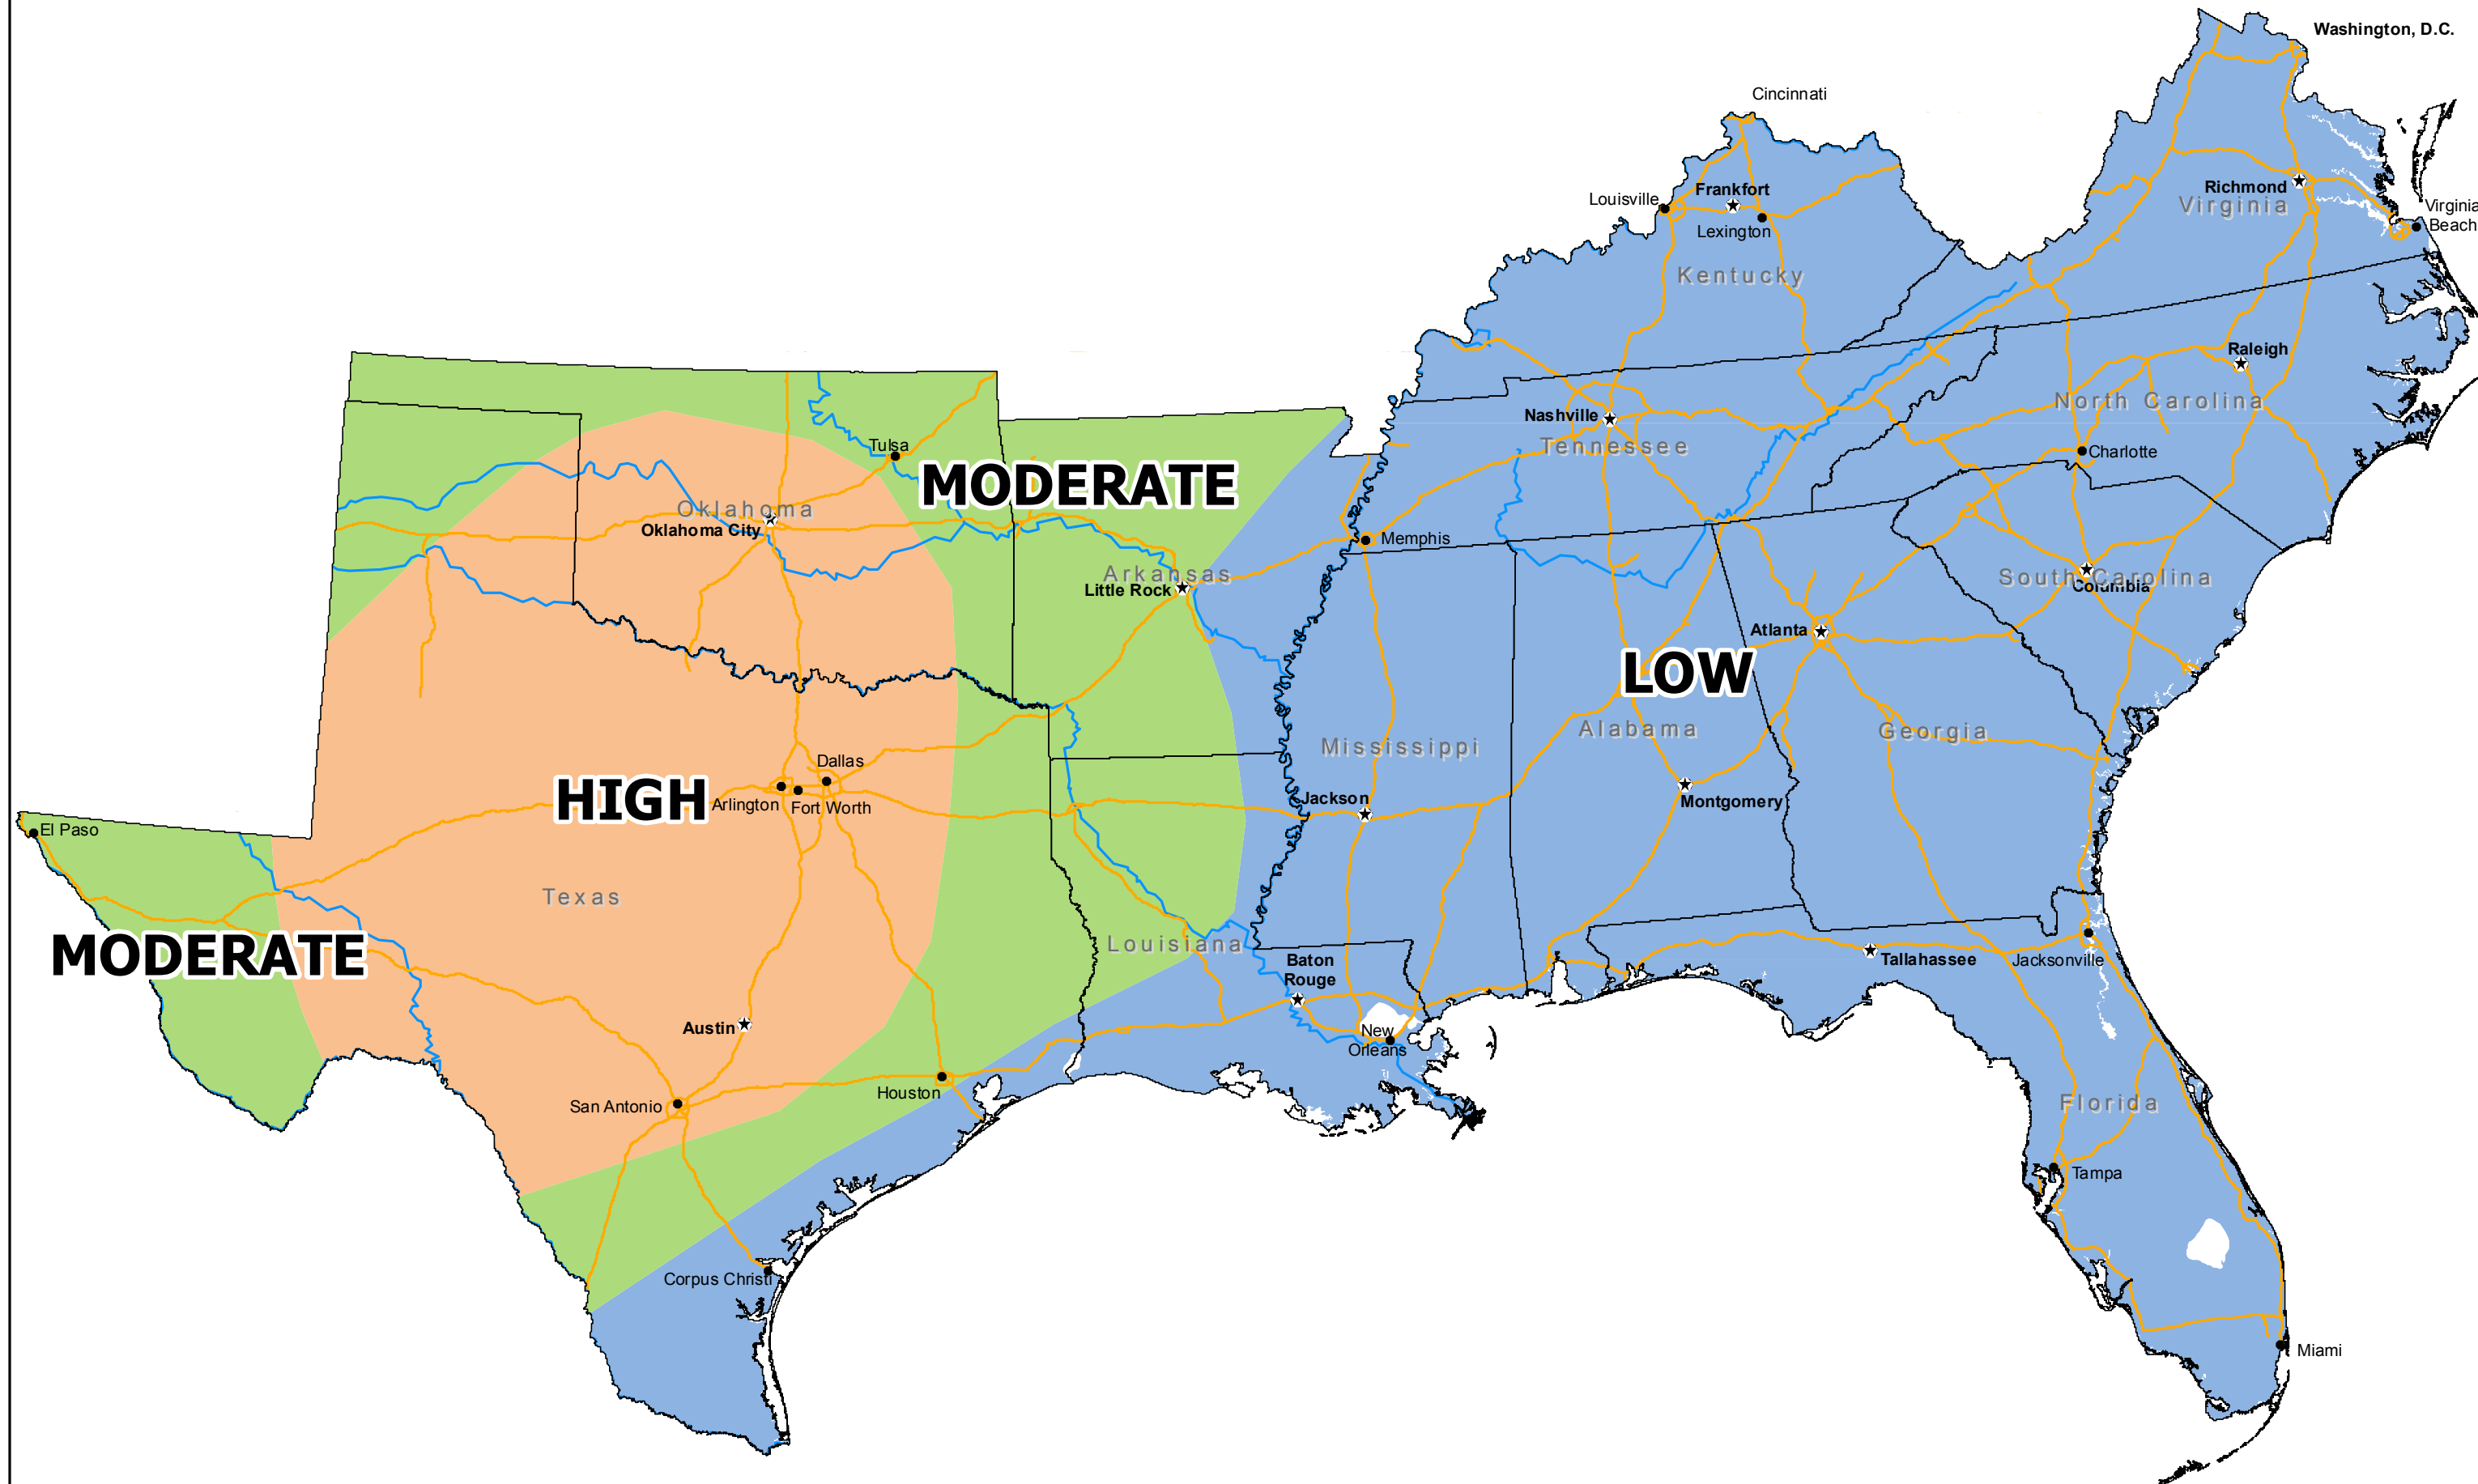 Washington, D.C.
Cincinnati
Louisville
Frankfort
Lexington
Kentucky
Richmond
Virginia
Virginia
Beach
Raleigh
North Carolina
Nashville
Tennessee
Charlotte
Tulsa
MODERATE
Oklahoma
Oklahoma City
Memphis
Arkansas
Little Rock
South Carolina
Columbia
Atlanta
LOW
Mississippi
Alabama
Georgia
Dallas
HIGH
Arlington
Fort Worth
Jackson
Montgomery
El Paso
Texas
MODERATE
Louisiana
Baton
Rouge
Tallahassee
Jacksonville
Austin
New
Orleans
Houston
San Antonio
Florida
Tampa
Corpus Christi
Miami